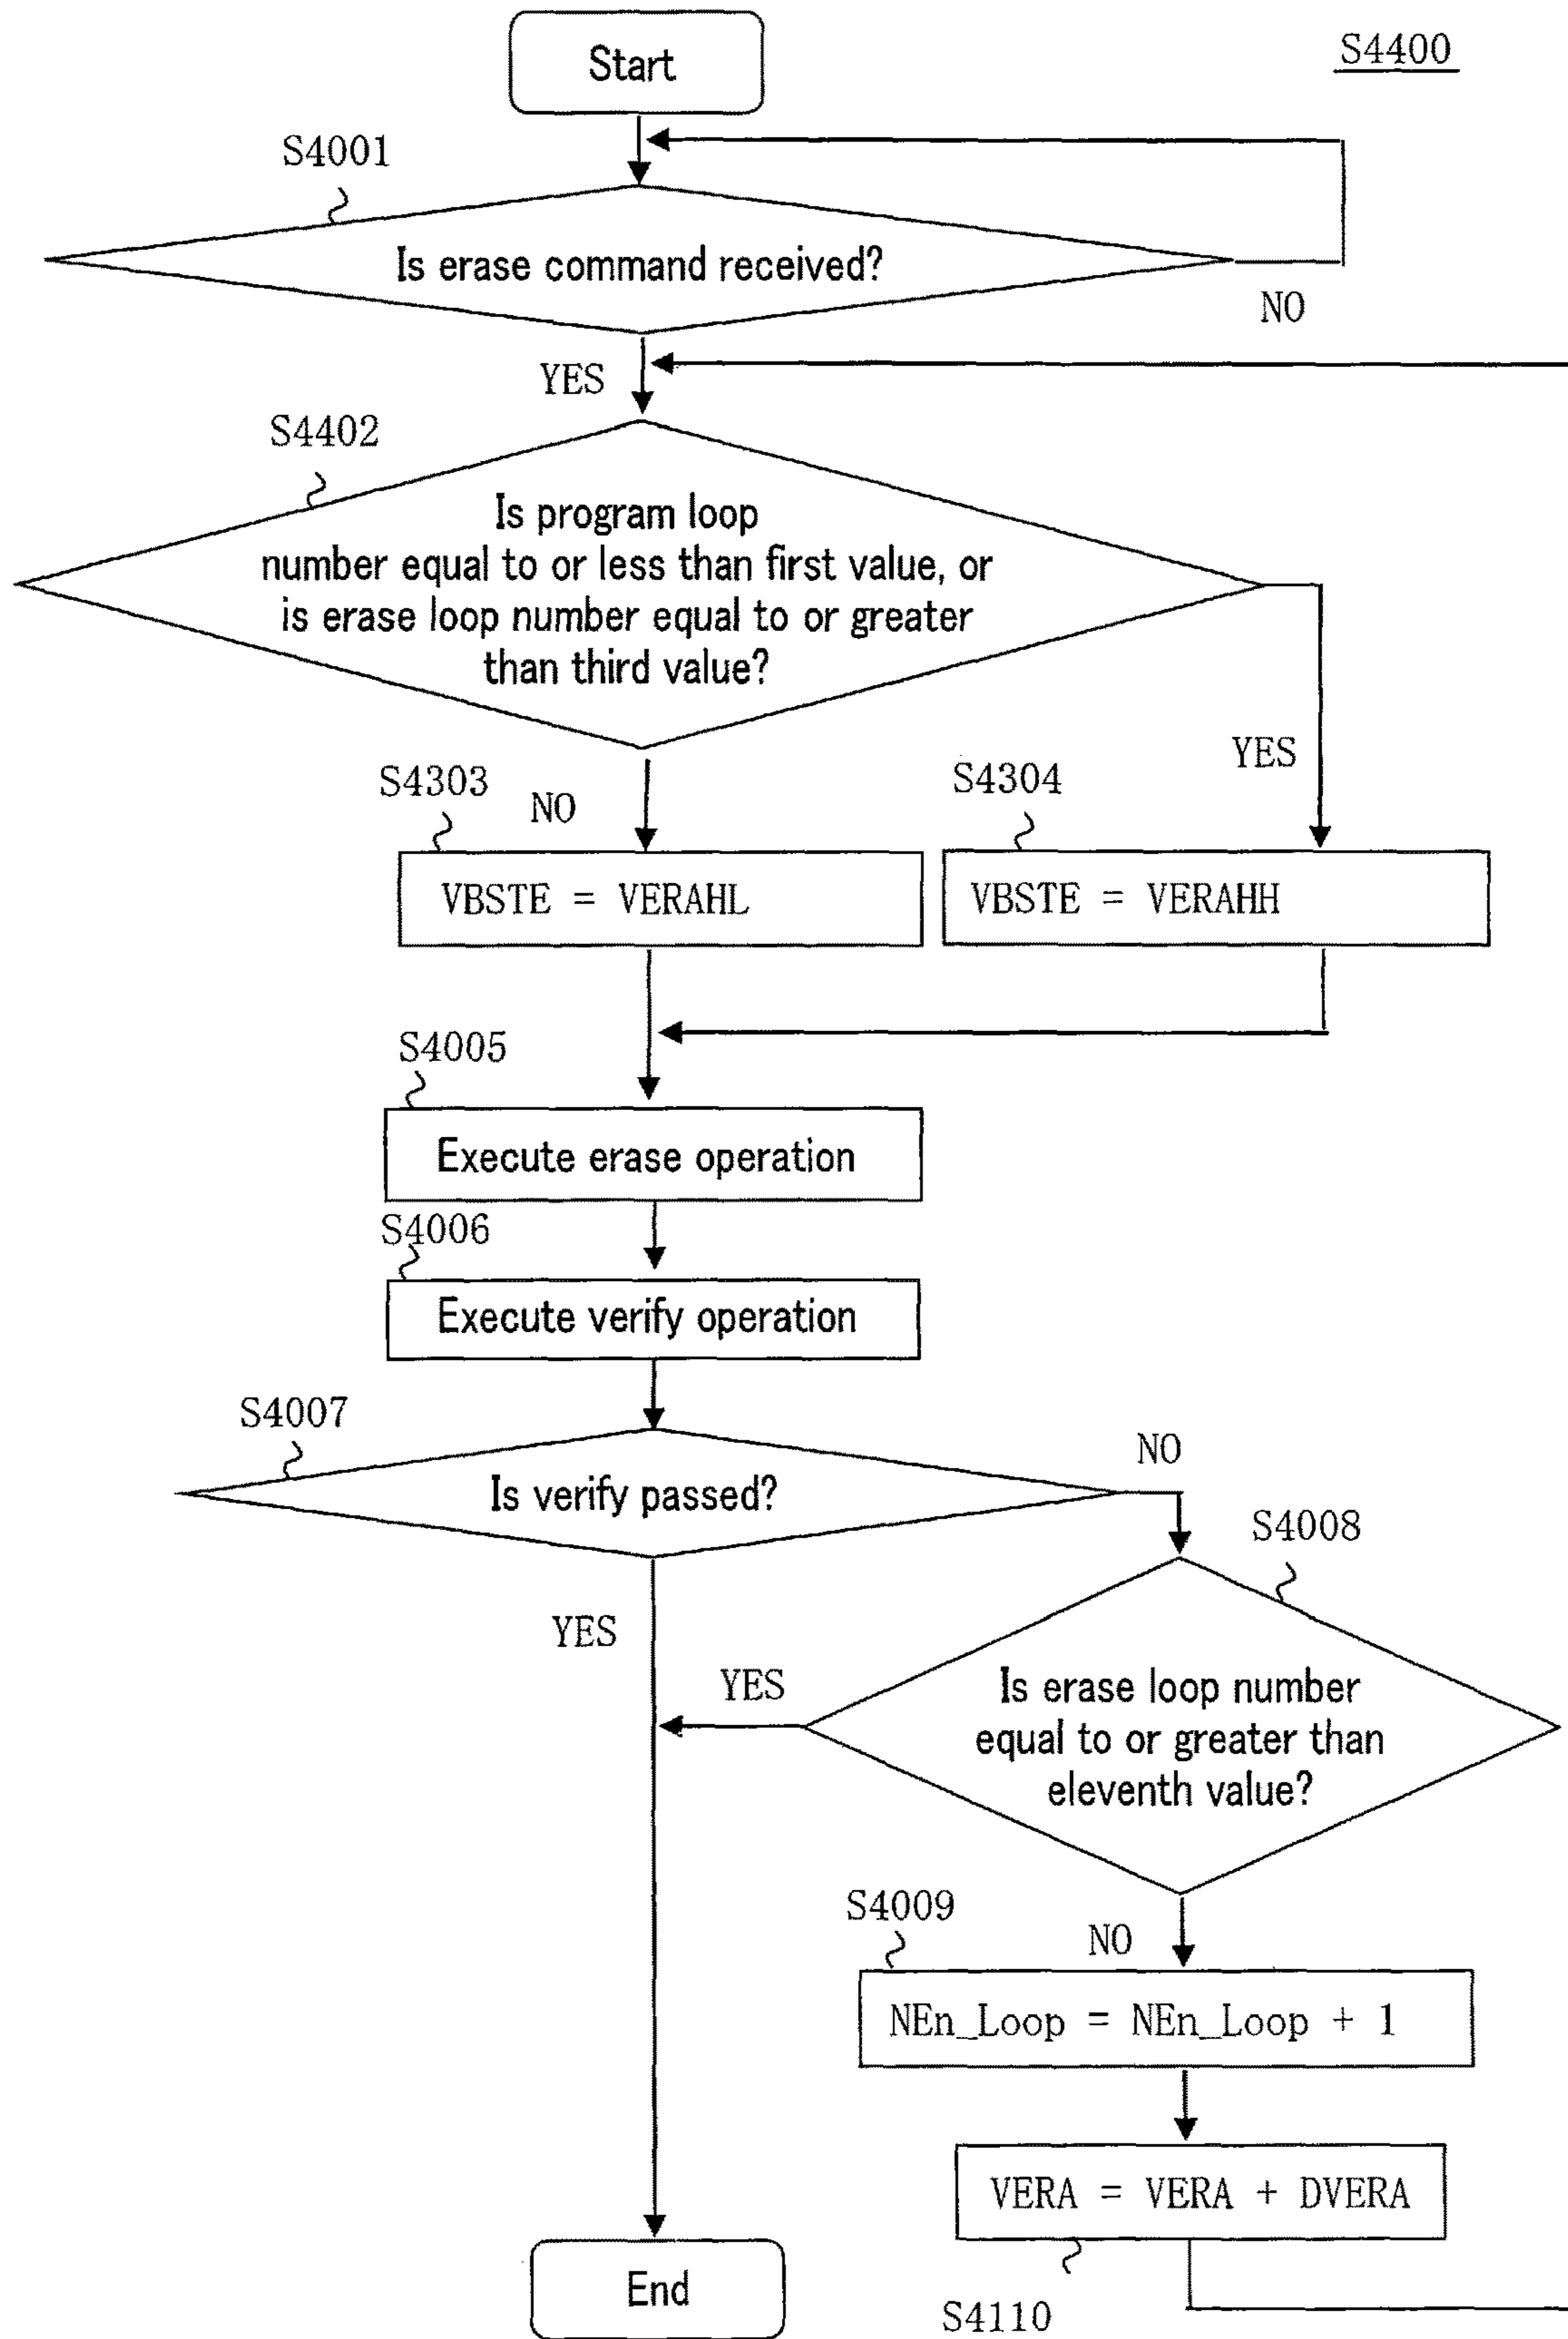 S4400
Start
S4001
Is erase command received?
NO
YES
S4402
Is program loop
number equal to or less than first value, or
is erase loop number equal to or greater
than third value?
YES
S4303
NO
S4304
VBSTE = VERAHL
VBSTE = VERAHH
S4005
Execute erase operation
S4006
Execute verify operation
S4007
NO
Is verify passed?
S4008
YES
YES
Is erase loop number
equal to or greater than
eleventh value?
S4009
NO
NEn_Loop = NEn_Loop + 1
VERA = VERA + DVERA
End
S4110